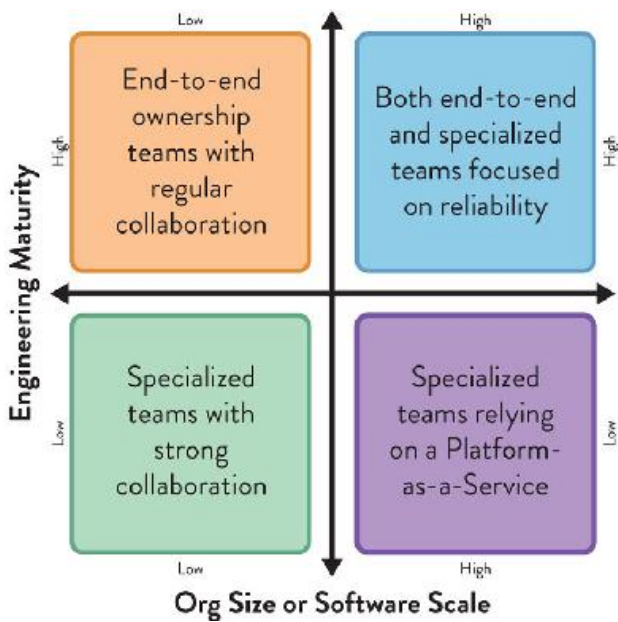 Low
High
End-to-end
ownership
teams with
regular
collaboration
Both end-to-end
and specialized
teams focused
on reliability
High
High
Engineering Maturity
Specialized
teams with
strong
collaboration
Specialized
teams relying
on a Platform-
as-a-Service
Low
Low
Low
High
Org Size or Software Scale